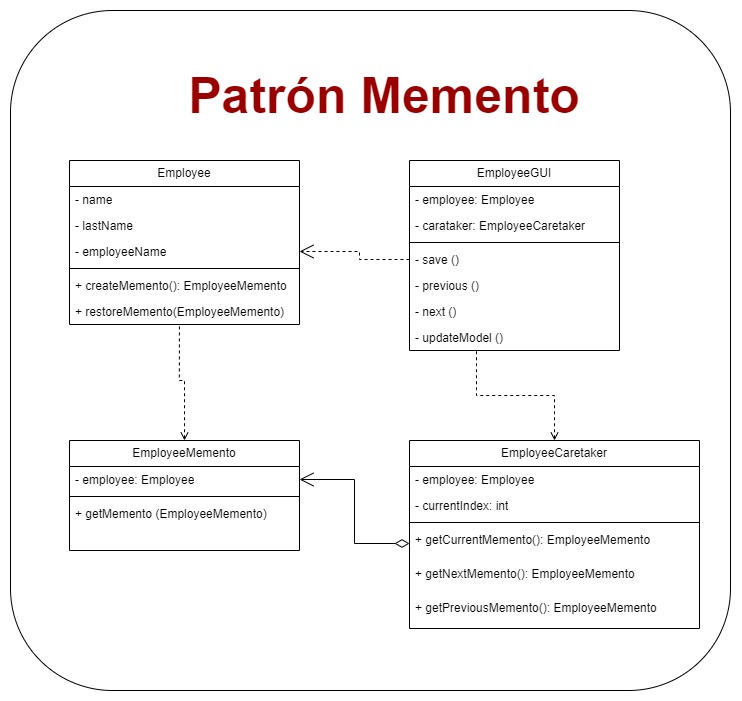 Patrón Memento
Employee
- name
- lastName
- employeeName
+ createMemento(): EmployeeMemento
+ restoreMemento(EmployeeMemento)
EmployeeGUI
- employee: Employee
- carataker: EmployeeCaretaker
- save ()
- previous ()
- next ()
- updateModel ()
EmployeeMemento
- employee: Employee
+ getMemento (EmployeeMemento)
EmployeeCaretaker
- employee: Employee
- currentIndex: int
+ getCurrentMemento(): EmployeeMemento
+ getNextMemento(): EmployeeMemento
+ getPreviousMemento(): EmployeeMemento